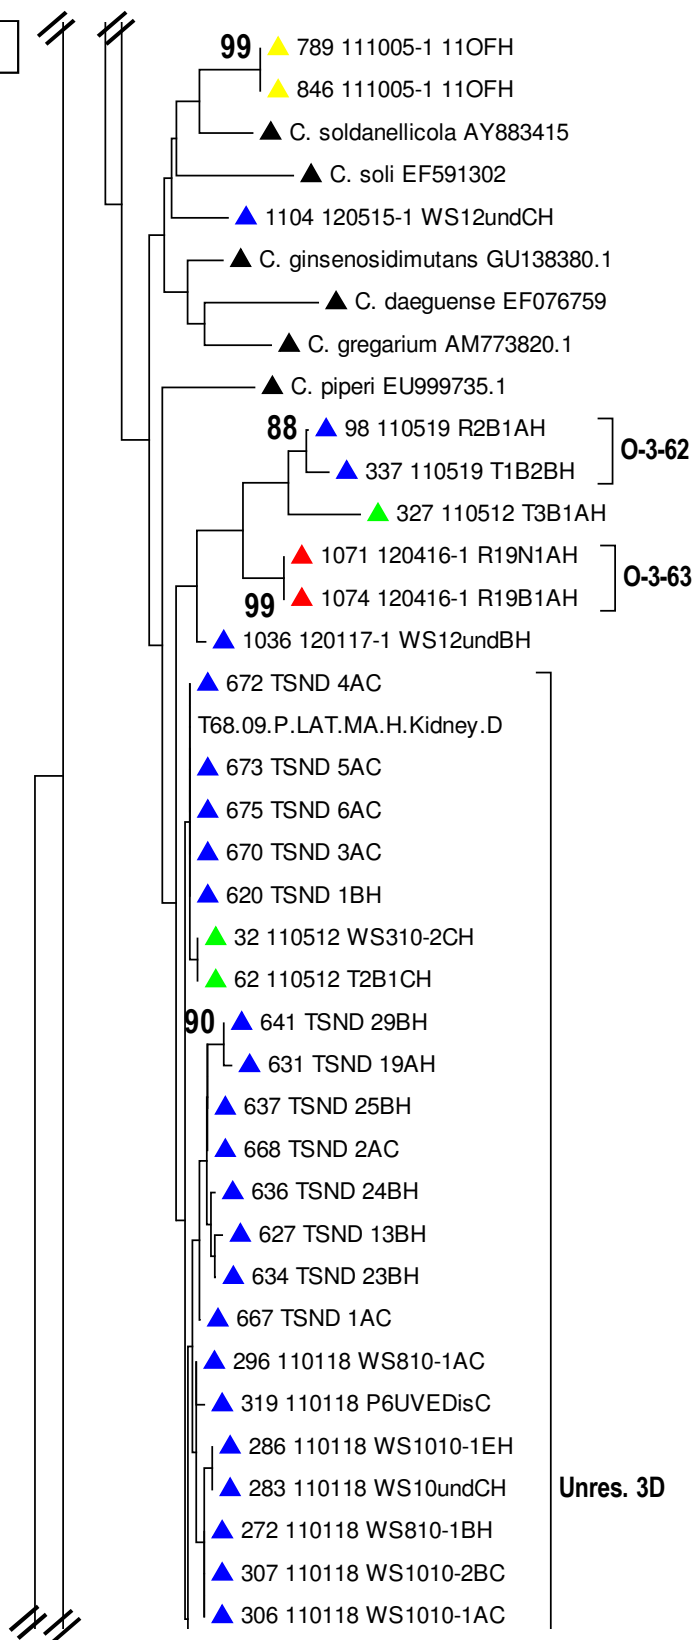 99
789 111005-1 11OFH
846 111005-1 11OFH
C. soldanellicola AY883415
C. soli EF591302
1104 120515-1 WS12undCH
C. ginsenosidimutans GU138380.1
C. daeguense EF076759
C. gregarium AM773820.1
C. piperi EU999735.1
88
98 110519 R2B1AH
O-3-62
337 110519 T1B2BH
327 110512 T3B1AH
1071 120416-1 R19N1AH
O-3-63
1074 120416-1 R19B1AH
99
1036 120117-1 WS12undBH
672 TSND 4AC
T68.09.P.LAT.MA.H.Kidney.D
673 TSND 5AC
675 TSND 6AC
670 TSND 3AC
620 TSND 1BH
32 110512 WS310-2CH
62 110512 T2B1CH
90
641 TSND 29BH
631 TSND 19AH
637 TSND 25BH
668 TSND 2AC
636 TSND 24BH
627 TSND 13BH
634 TSND 23BH
667 TSND 1AC
296 110118 WS810-1AC
319 110118 P6UVEDisC
286 110118 WS1010-1EH
283 110118 WS10undCH
Unres. 3D
272 110118 WS810-1BH
307 110118 WS1010-2BC
306 110118 WS1010-1AC